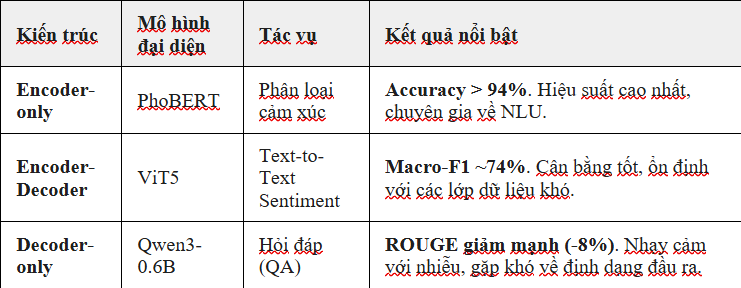 Kiến trúc
Mô hình
đại diện
Tác vụ
Kết quả nổi bật
Encoder-
only
PhoBERT
Phân loại
cảm xúc
Accuracy > 94%. Hiệu suất cao nhất,
chuyên gia về NLU.
Encoder-
Decoder
ViT5
Text-to-
Text
Sentiment
Macro-F1 ~74%. Cân bằng tốt, ổn định
với các lớp dữ liệu khó.
Decoder-
only
Qwen3-
0.6B
Hỏi đáp
(QA)
ROUGE giảm mạnh (-8%). Nhạy cảm
với nhiễu, gặp khó về định dạng đầu ra.